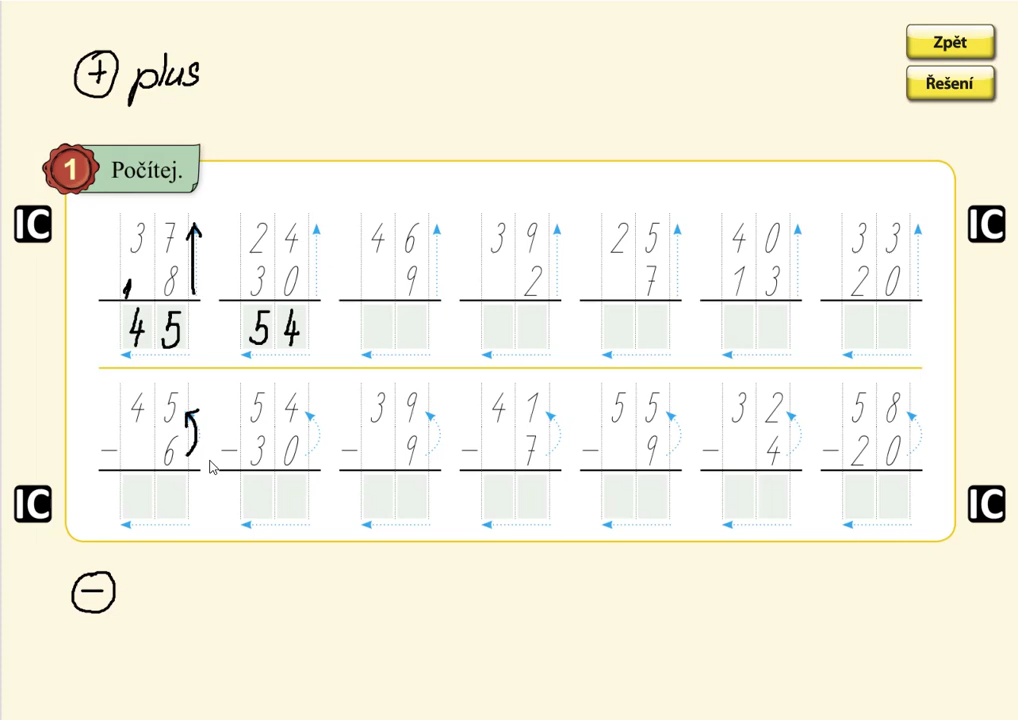 + plus
Zpět
Řešení
1 Počítej.
IC
IC
37 24 46 39 25 40 33
, 8 30 9 2 7 13 20
45 54
45 54 39 41 55 32 58
− 6 − 30 − 9 − 7 − 9 − 4 − 20
IC
IC
−